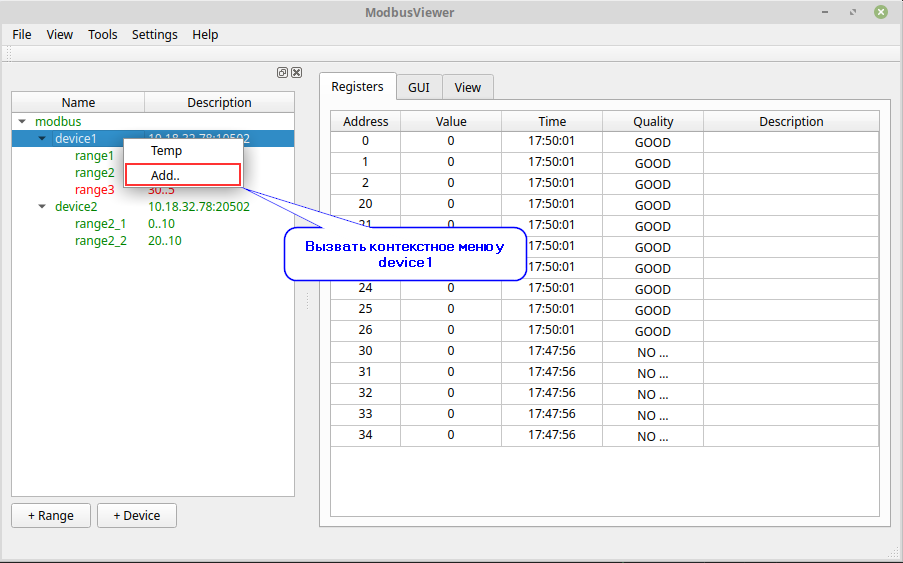 ModbusViewer
File View Tools Settings Help
Name Description
modbus
device1 10.18.32.78:10502
range1
range2
range3 30..5
device2 10.18.32.78:20502
range2_1 0..10
range2_2 20..10
Temp
Add..
+ Range + Device
Вызвать контекстное меню у
device1
Registers GUI View
Address Value Time Quality Description
0 0 17:50:01 GOOD
1 0 17:50:01 GOOD
2 0 17:50:01 GOOD
20 0 17:50:01 GOOD
21 0 17:50:01 GOOD
17:50:01 GOOD
17:50:01 GOOD
24 0 17:50:01 GOOD
25 0 17:50:01 GOOD
26 0 17:50:01 GOOD
30 0 17:47:56 NO ...
31 0 17:47:56 NO ...
32 0 17:47:56 NO ...
33 0 17:47:56 NO ...
34 0 17:47:56 NO ...